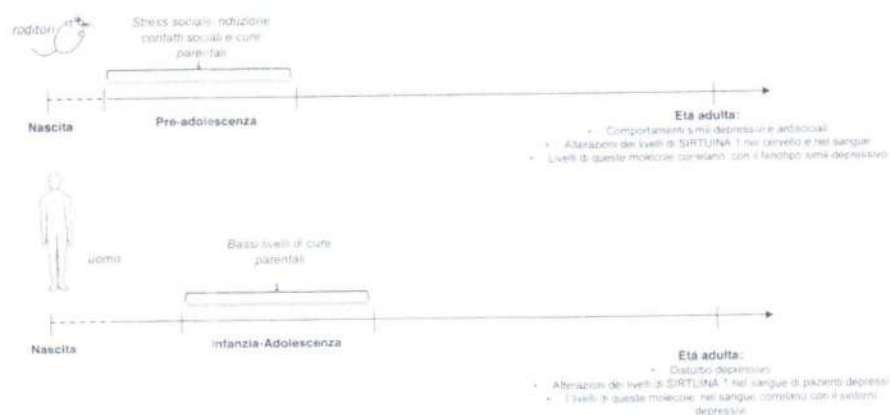 roditori
Stress sociale, riduzione
contatti sociali e cure
parentali
Nascita
Pre-adolescenza
Età adulta:
• Comportamenti simil-depressivi e antisociali
• Alterazioni dei livelli di SIRTUINA 1 nel cervello e nel sangue
• Livelli di queste molecole correlano con il fenotipo simil-depressivo
uomo
Bassi livelli di cure
parentali
Nascita
Infanzia-Adolescenza
Età adulta:
• Disturbo depressivo
• Alterazioni dei livelli di SIRTUINA 1 nel sangue di pazienti depressi
• I livelli di queste molecole nel sangue correlano con il sintomi
depressivi